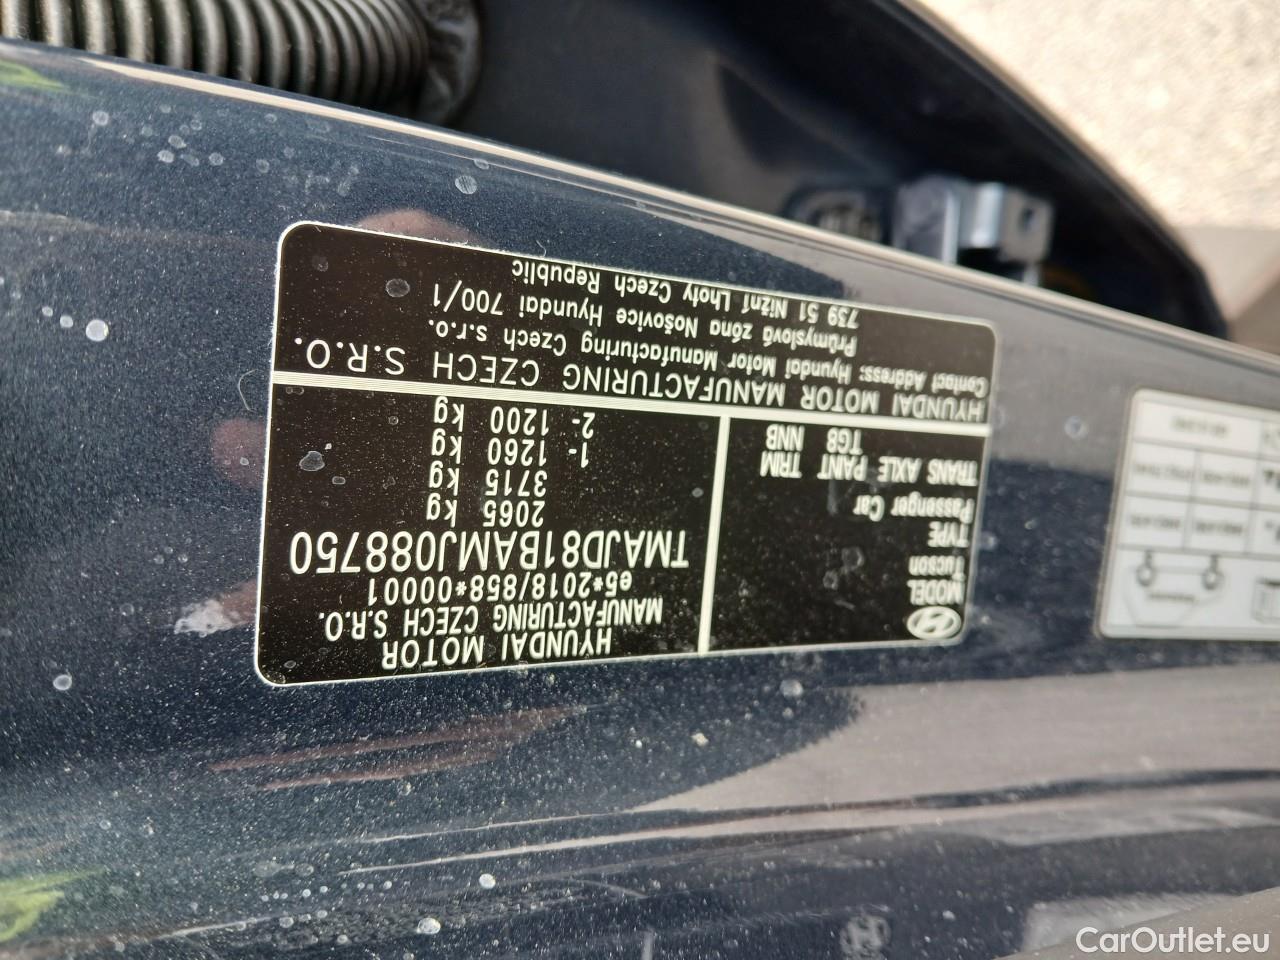 HYUNDAI MOTOR
MANUFACTURING CZECH S.R.O.
e5*2018/858*00001
TMAJD81BAMJ088750
2065 kg
3715 kg
1- 1260 kg
2- 1200 kg
MODEL
Tucson
TYPE
Passenger Car
TRANS AXLE PAINT TRIM
TGB NNB
HYUNDAI MOTOR MANUFACTURING CZECH S.R.O.
Contact Address: Hyundai Motor Manufacturing Czech s.r.o.
Průmyslová zóna Nošovice Hyundai 700/1
739 51 Nižní Lhoty Czech Republic
CarOutlet.eu